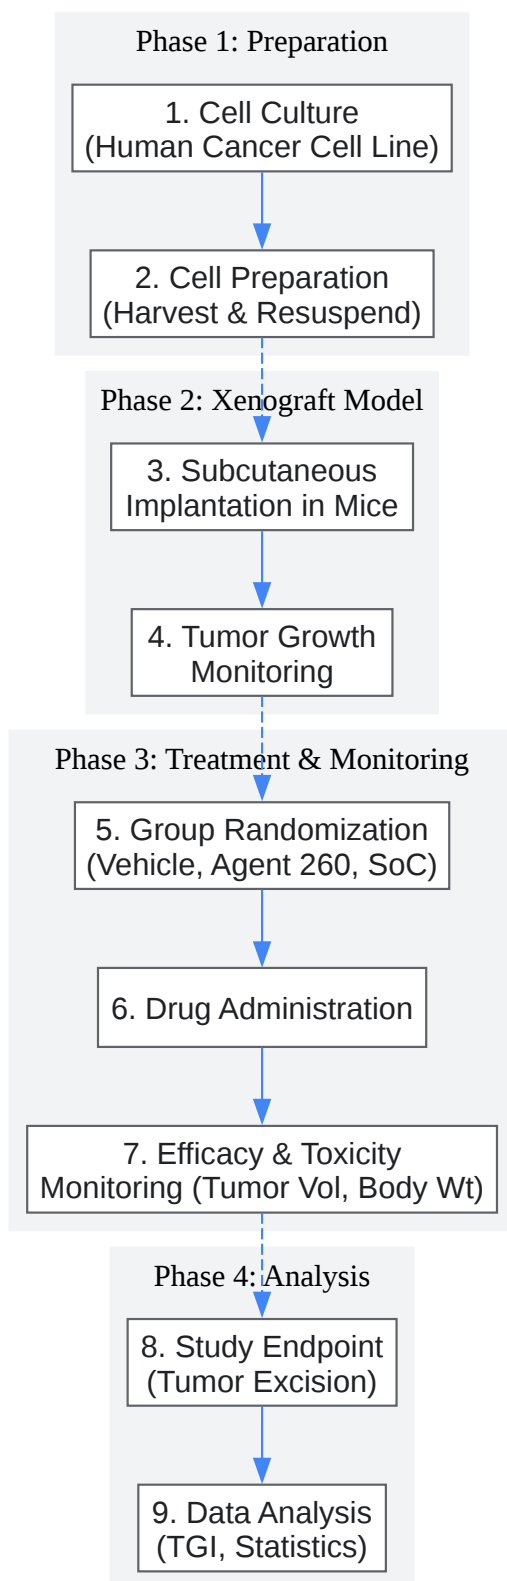 Phase 1: Preparation
1. Cell Culture
(Human Cancer Cell Line)
2. Cell Preparation
(Harvest & Resuspend)
Phase 2: Xenograft Model
3. Subcutaneous
Implantation in Mice
4. Tumor Growth
Monitoring
Phase 3: Treatment & Monitoring
5. Group Randomization
(Vehicle, Agent 260, SoC)
6. Drug Administration
7. Efficacy & Toxicity
Monitoring (Tumor Vol, Body Wt)
Phase 4: Analysis
8. Study Endpoint
(Tumor Excision)
9. Data Analysis
(TGI, Statistics)